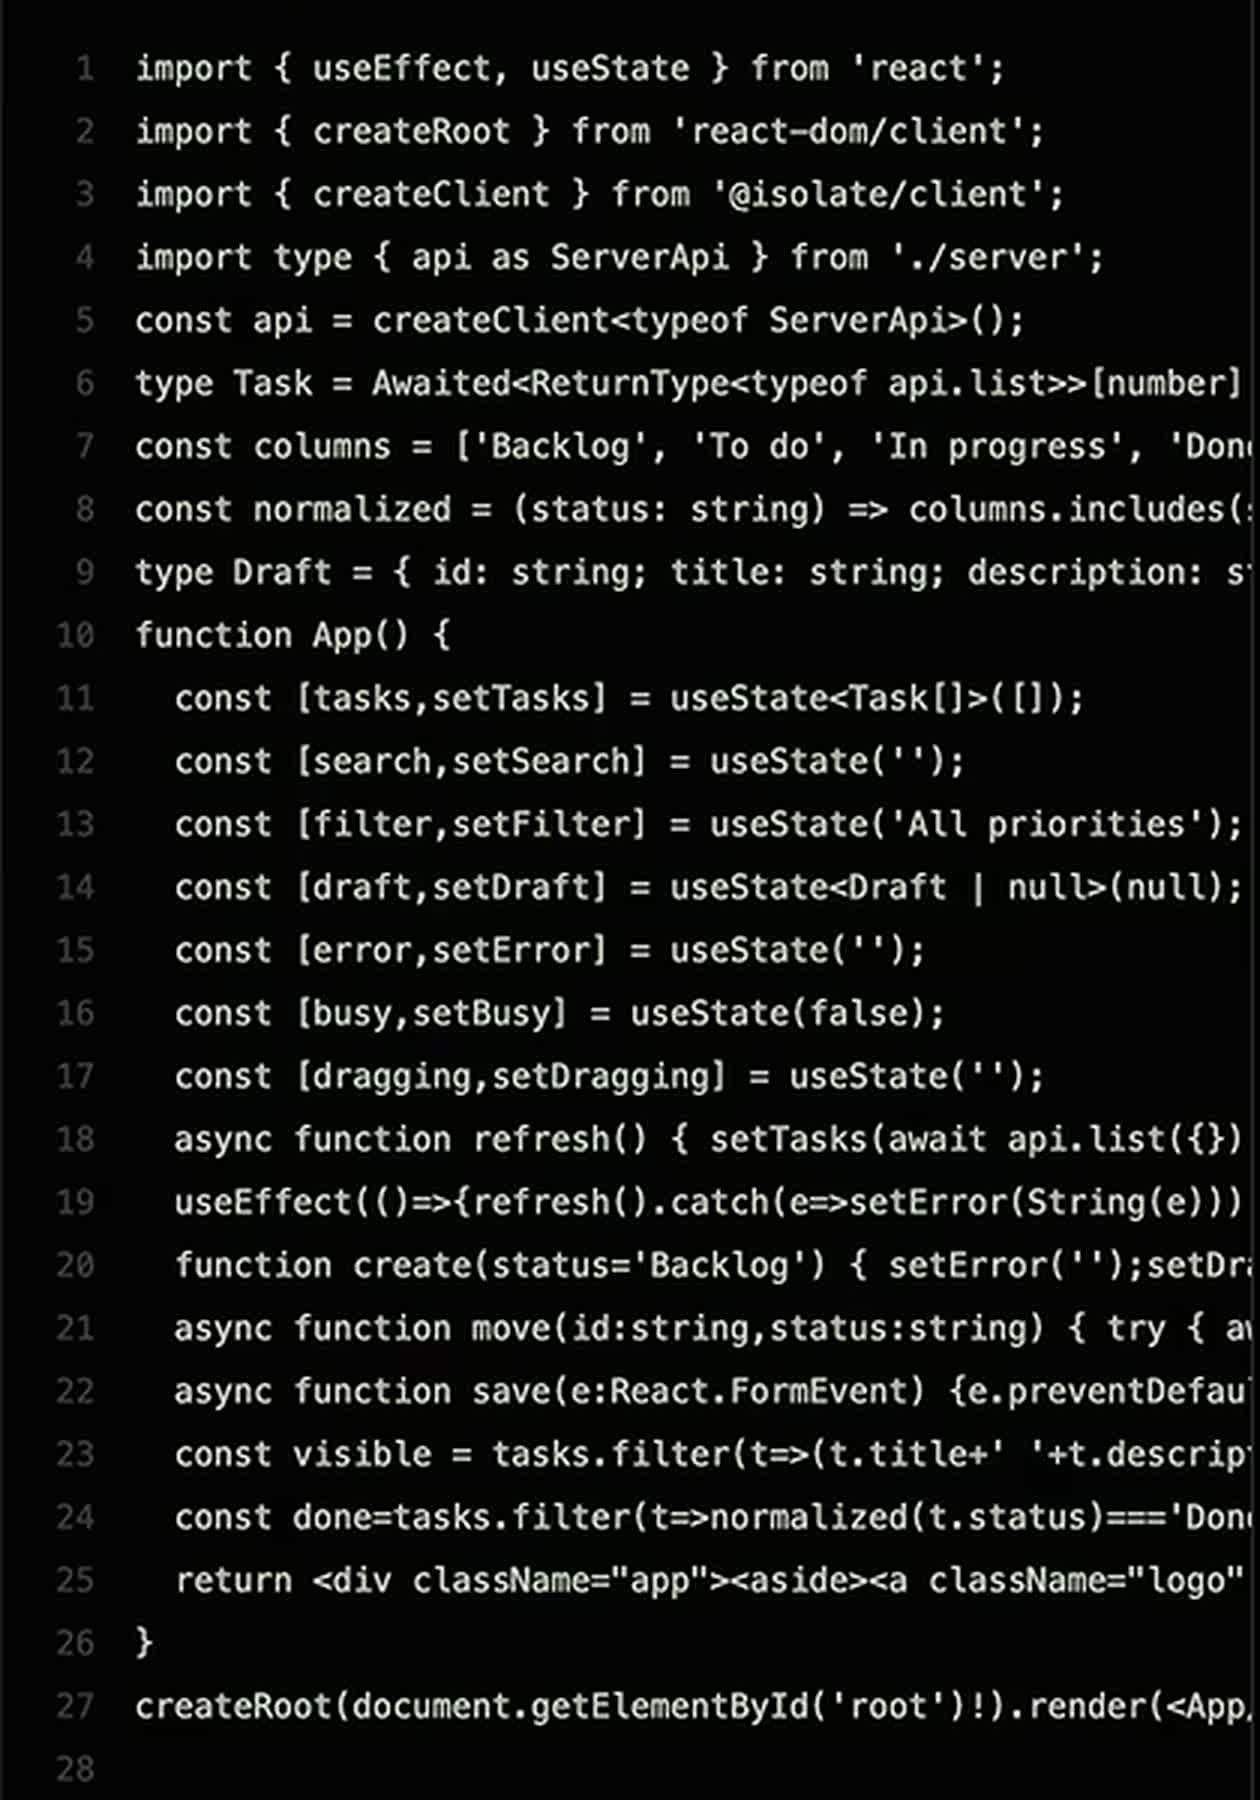 1 import { useEffect, useState } from 'react';
2 import { createRoot } from 'react-dom/client';
3 import { createClient } from '@isolate/client';
4 import type { api as ServerApi } from './server';
5 const api = createClient<typeof ServerApi>();
6 type Task = Awaited<ReturnType<typeof api.list>>[number]
7 const columns = ['Backlog', 'To do', 'In progress', 'Don
8 const normalized = (status: string) => columns.includes(
9 type Draft = { id: string; title: string; description: s
10 function App() {
11 const [tasks,setTasks] = useState<Task[]>([]);
12 const [search,setSearch] = useState('');
13 const [filter,setFilter] = useState('All priorities');
14 const [draft,setDraft] = useState<Draft | null>(null);
15 const [error,setError] = useState('');
16 const [busy,setBusy] = useState(false);
17 const [dragging,setDragging] = useState('');
18 async function refresh() { setTasks(await api.list({})
19 useEffect(()=>{refresh().catch(e=>setError(String(e)))
20 function create(status='Backlog') { setError('');setDr
21 async function move(id:string,status:string) { try { a
22 async function save(e:React.FormEvent) {e.preventDefau
23 const visible = tasks.filter(t=>(t.title+' '+t.descrip
24 const done=tasks.filter(t=>normalized(t.status)==='Don
25 return <div className="app"><aside><a className="logo"
26 }
27 createRoot(document.getElementById('root')!).render(<App
28